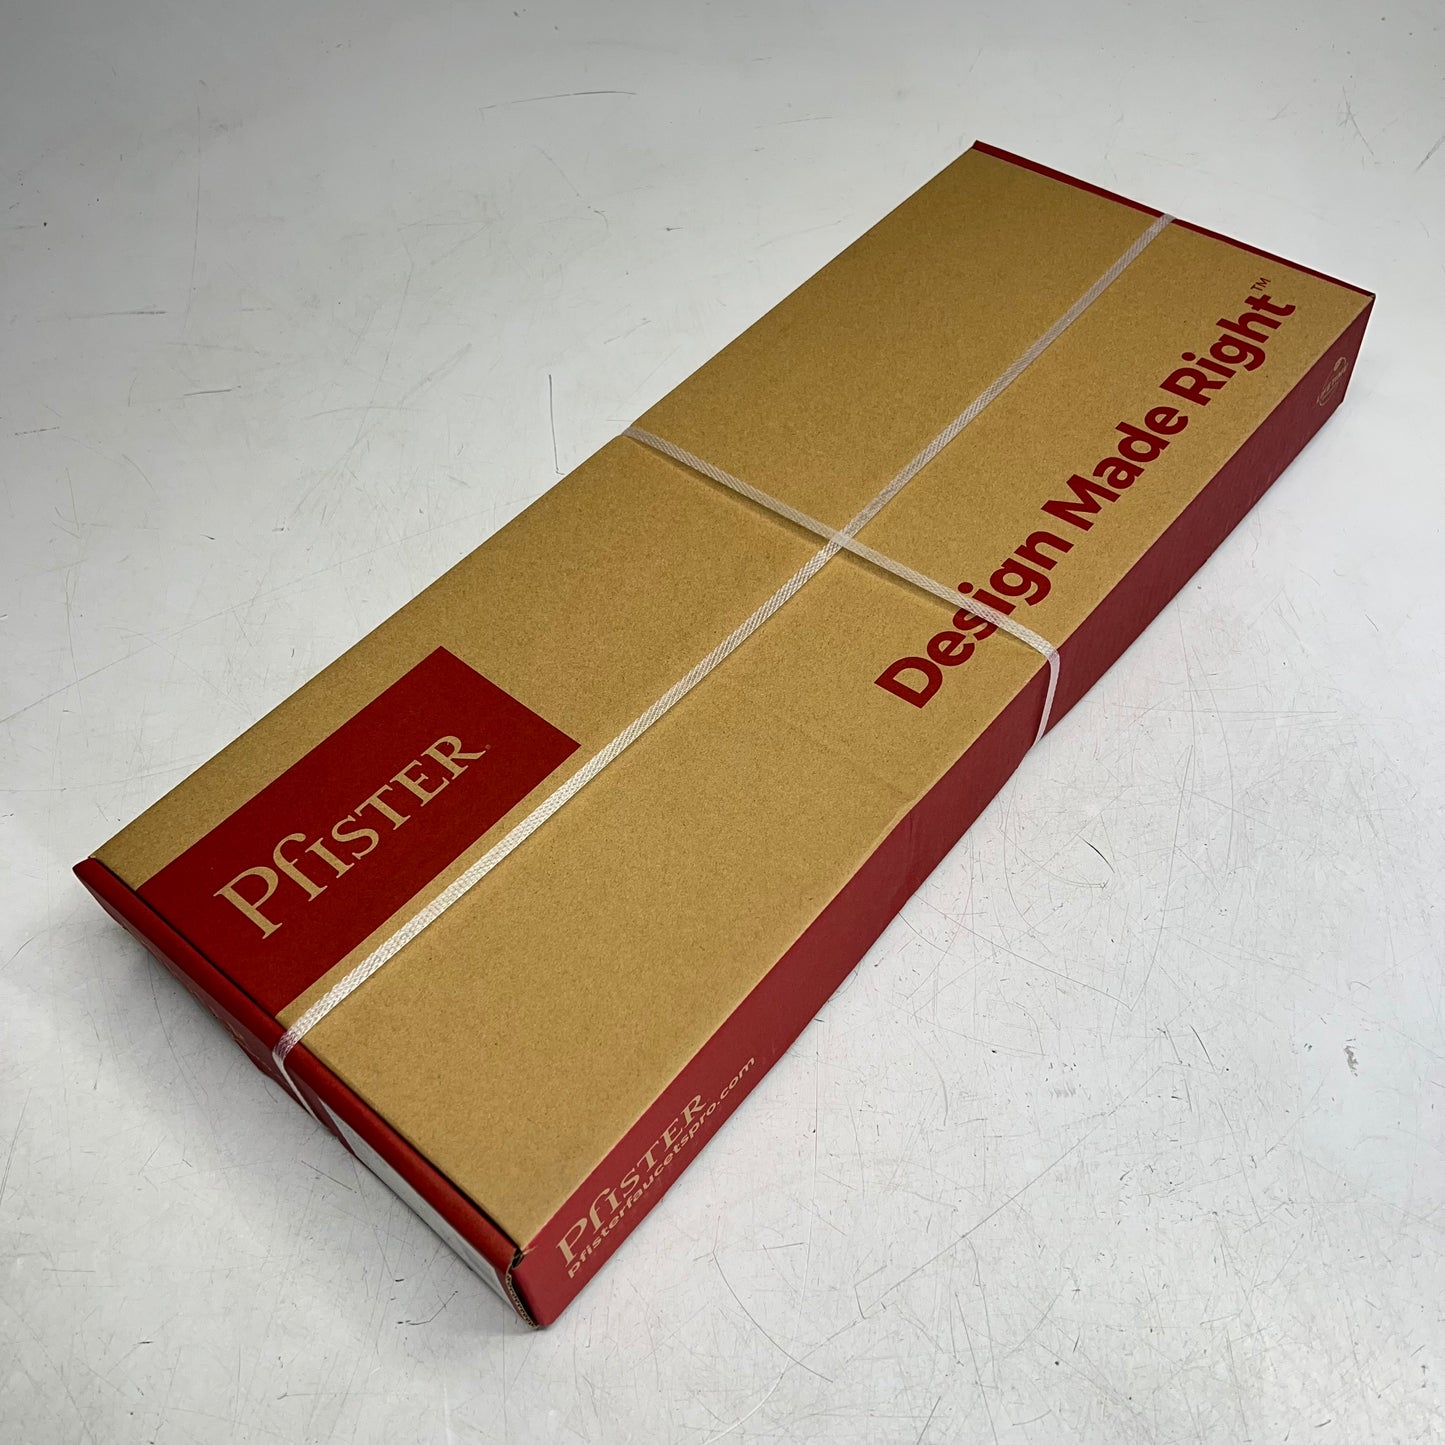 PfISTER.
Design Made Right™
PfISTER
pfisterfaucetspro.com